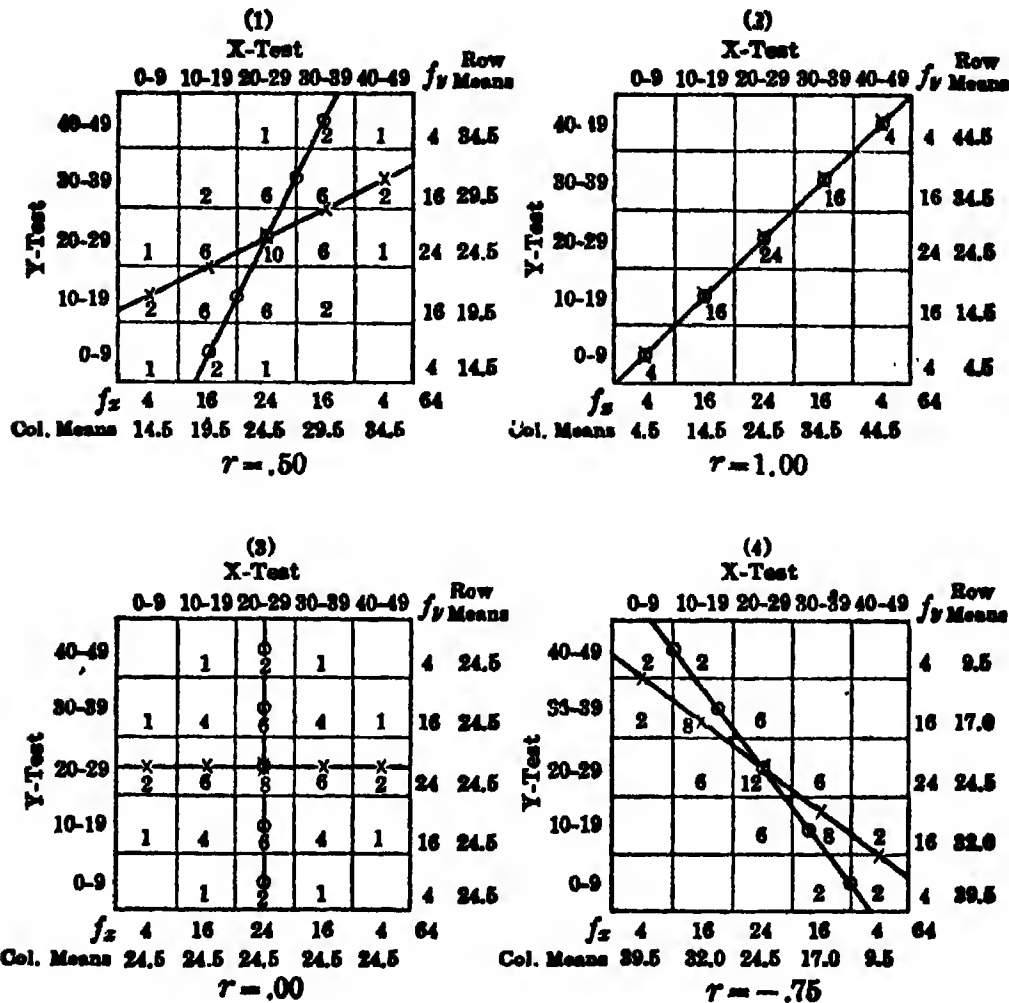 (1)
X-Test
0-9 10-19 20-29 30-39 40-49 fy Row Means
40-49 1 2 1 4 34.5
30-39 2 6 6 2 16 29.5
20-29 1 6 10 6 1 24 24.5
10-19 2 6 6 2 16 19.5
0-9 1 2 1 4 14.5
Y-Test
fx 4 16 24 16 4 64
Col. Means 14.5 19.5 24.5 29.5 34.5
r = .50
(2)
X-Test
0-9 10-19 20-29 30-39 40-49 fy Row Means
40-49 4 4 44.5
30-39 16 16 34.5
20-29 24 24 24.5
10-19 16 16 14.5
0-9 4 4 4.5
Y-Test
fx 4 16 24 16 4 64
Col. Means 4.5 14.5 24.5 34.5 44.5
r = 1.00
(3)
X-Test
0-9 10-19 20-29 30-39 40-49 fy Row Means
40-49 1 2 1 4 24.5
30-39 1 4 6 4 1 16 24.5
20-29 2 6 8 6 2 24 24.5
10-19 1 4 6 4 1 16 24.5
0-9 1 2 1 4 24.5
Y-Test
fx 4 16 24 16 4 64
Col. Means 24.5 24.5 24.5 24.5 24.5
r = .00
(4)
X-Test
0-9 10-19 20-29 30-39 40-49 fy Row Means
40-49 2 2 4 9.5
30-39 2 8 6 16 17.0
20-29 6 12 6 24 24.5
10-19 6 8 2 16 32.0
0-9 2 2 4 39.5
Y-Test
fx 4 16 24 16 4 64
Col. Means 39.5 32.0 24.5 17.0 9.5
r = -.75